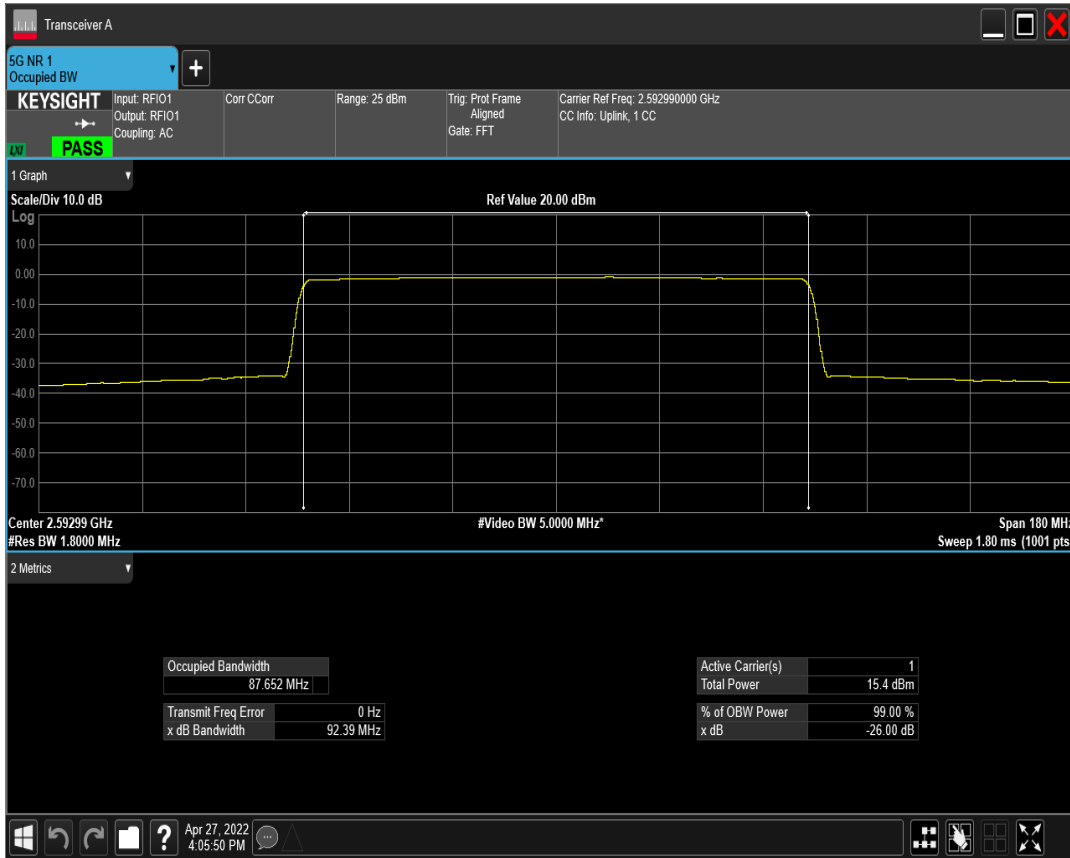 Transceiver A
5G NR 1
Occupied BW
KEYSIGHT
LXI
PASS
Input: RFIO1
Output: RFIO1
Coupling: AC
Corr CCorr
Range: 25 dBm
Trig: Prot Frame
Aligned
Gate: FFT
Carrier Ref Freq: 2.592990000 GHz
CC Info: Uplink, 1 CC
1 Graph
Scale/Div 10.0 dB
Ref Value 20.00 dBm
Log
10.0
0.00
-10.0
-20.0
-30.0
-40.0
-50.0
-60.0
-70.0
Center 2.59299 GHz
#Video BW 5.0000 MHz*
Span 180 MHz
#Res BW 1.8000 MHz
Sweep 1.80 ms (1001 pts
2 Metrics
Occupied Bandwidth
87.652 MHz
Transmit Freq Error 0 Hz
x dB Bandwidth 92.39 MHz
Active Carrier(s) 1
Total Power 15.4 dBm
% of OBW Power 99.00 %
x dB -26.00 dB
?
Apr 27, 2022
4:05:50 PM